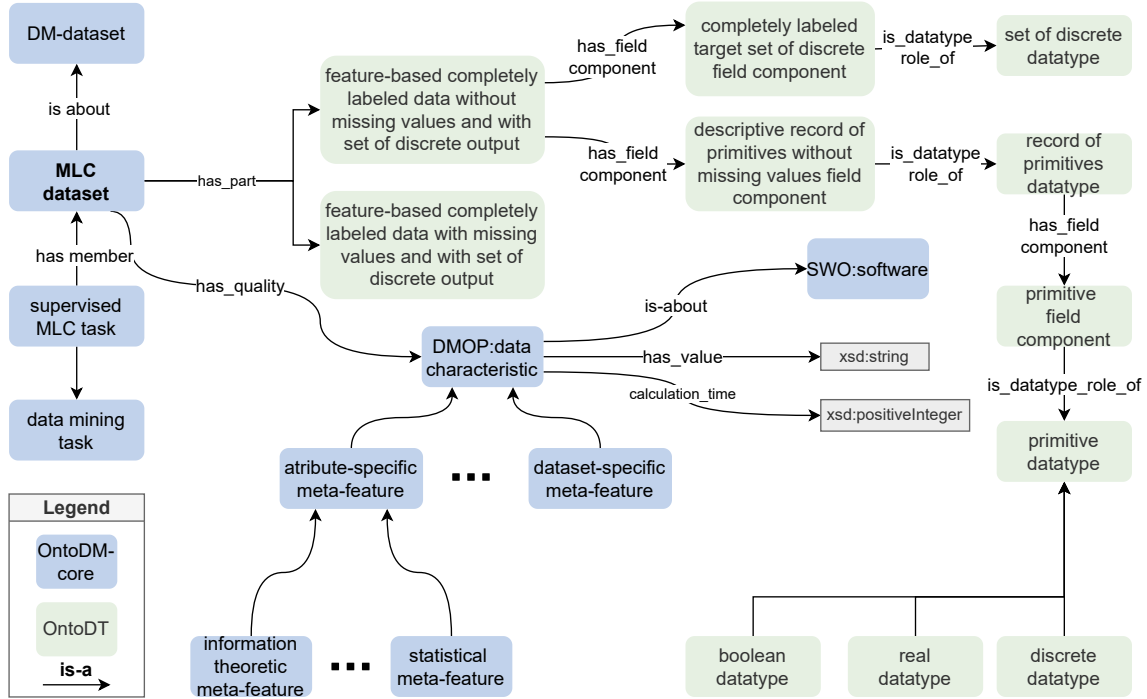 DM-dataset
is about
MLC
dataset
has member
supervised
MLC task
data mining
task
has_part
has_quality
feature-based completely
labeled data without
missing values and with
set of discrete output
feature-based completely
labeled data with missing
values and with set of
discrete output
has_field
component
has_field
component
completely labeled
target set of discrete
field component
is_datatype
role_of
set of discrete
datatype
descriptive record of
primitives without
missing values field
component
is_datatype
role_of
record of
primitives
datatype
has_field
component
primitive
field
component
is_datatype_role_of
primitive
datatype
boolean
datatype
real
datatype
discrete
datatype
DMOP:data
characteristic
is-about
SWO:software
has_value
xsd:string
calculation_time
xsd:positiveInteger
atribute-specific
meta-feature
...
dataset-specific
meta-feature
information
theoretic
meta-feature
...
statistical
meta-feature
Legend
OntoDM-
core
OntoDT
is-a